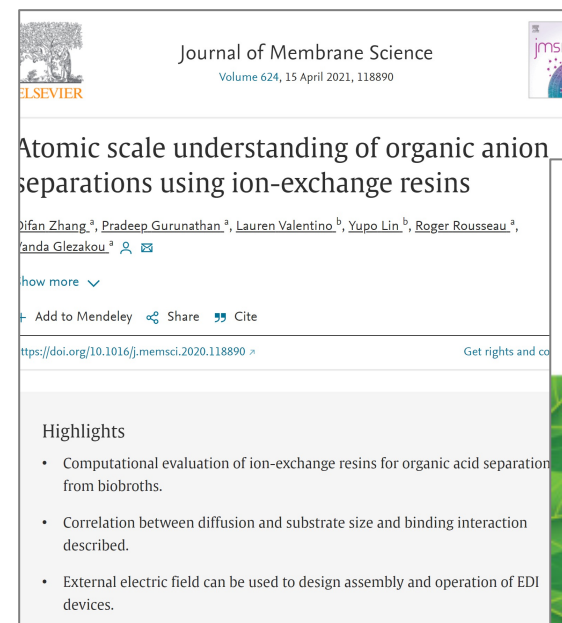 ELSEVIER
Journal of Membrane Science
Volume 624, 15 April 2021, 118890
jms
Atomic scale understanding of organic anion
separations using ion-exchange resins
Difan Zhang a, Pradeep Gurunathan a, Lauren Valentino b, Yupo Lin b, Roger Rousseau a,
Vanda Glezakou a
Show more
+ Add to Mendeley Share Cite
https://doi.org/10.1016/j.memsci.2020.118890 ↗ Get rights and co
Highlights
• Computational evaluation of ion-exchange resins for organic acid separation
from biobroths.
• Correlation between diffusion and substrate size and binding interaction
described.
• External electric field can be used to design assembly and operation of EDI
devices.